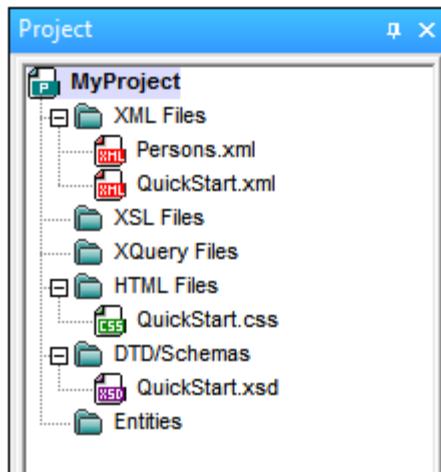 Project
MyProject
XML Files
Persons.xml
QuickStart.xml
XSL Files
XQuery Files
HTML Files
QuickStart.css
DTD/Schemas
QuickStart.xsd
Entities